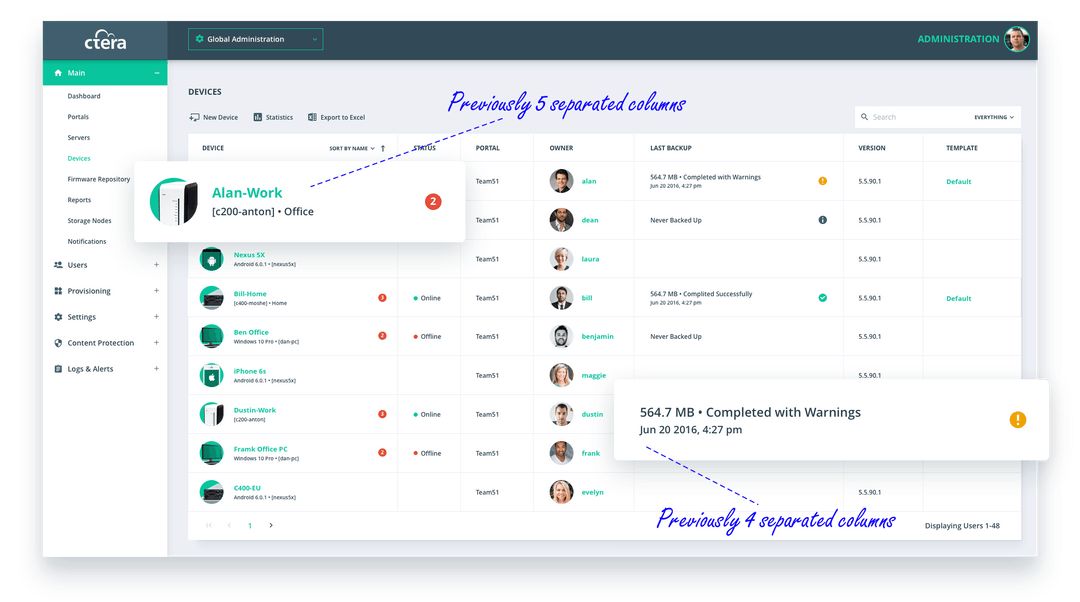 ctera
Global Administration
ADMINISTRATION
Main
Dashboard
Portals
Servers
Devices
Firmware Repository
Reports
Storage Nodes
Notifications
Users
Provisioning
Settings
Content Protection
Logs & Alerts
DEVICES
Previously 5 separated columns
New Device Statistics Export to Excel
Search EVERYTHING
DEVICE SORT BY NAME STATUS PORTAL OWNER LAST BACKUP VERSION TEMPLATE
Alan-Work
[c200-anton] • Office
2
Team51 alan 564.7 MB • Completed with Warnings 5.5.90.1 Default
Jun 20 2016, 4:27 pm
Team51 dean Never Backed Up 5.5.90.1
Nexus 5X Team51 laura 5.5.90.1
Android 6.0.1 • [nexus5x]
Bill-Home 3 Online Team51 bill 564.7 MB • Complited Successfully 5.5.90.1 Default
[c400-moshe] • Home Jun 20 2016, 4:27 pm
Ben Office 2 Offline Team51 benjamin Never Backed Up 5.5.90.1
Windows 10 Pro • [dan-pc]
iPhone 6s Team51 maggie 5.5.90.1
Android 6.0.1 • [nexus5x]
Dustin-Work 3 Online Team51 dustin
[c200-anton]
564.7 MB • Completed with Warnings
Jun 20 2016, 4:27 pm
Framk Office PC 2 Offline Team51 frank
Windows 10 Pro • [dan-pc]
C400-EU Team51 evelyn 5.5.90.1
Android 6.0.1 • [nexus5x]
Previously 4 separated columns
1
Displaying Users 1-48